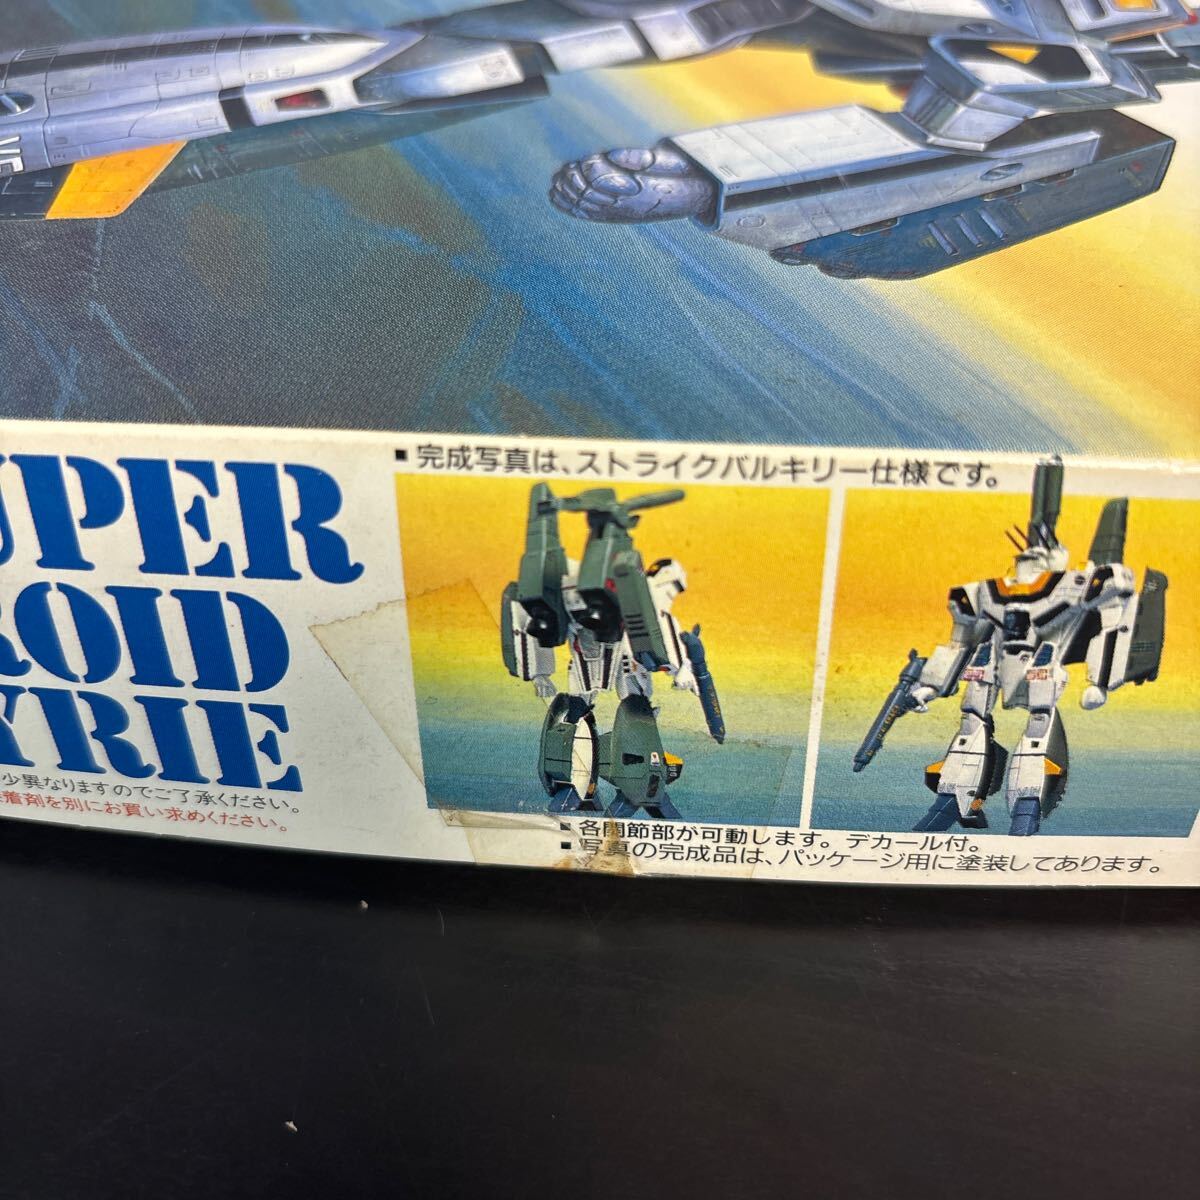 VF
UPER
ROID
YRIE
少異なりますのでご了承ください。
着剤を別にお買い求めください。
■完成写真は、ストライクバルキリー仕様です。
■各関節部が可動します。デカール付。
■写真の完成品は、パッケージ用に塗装してあります。